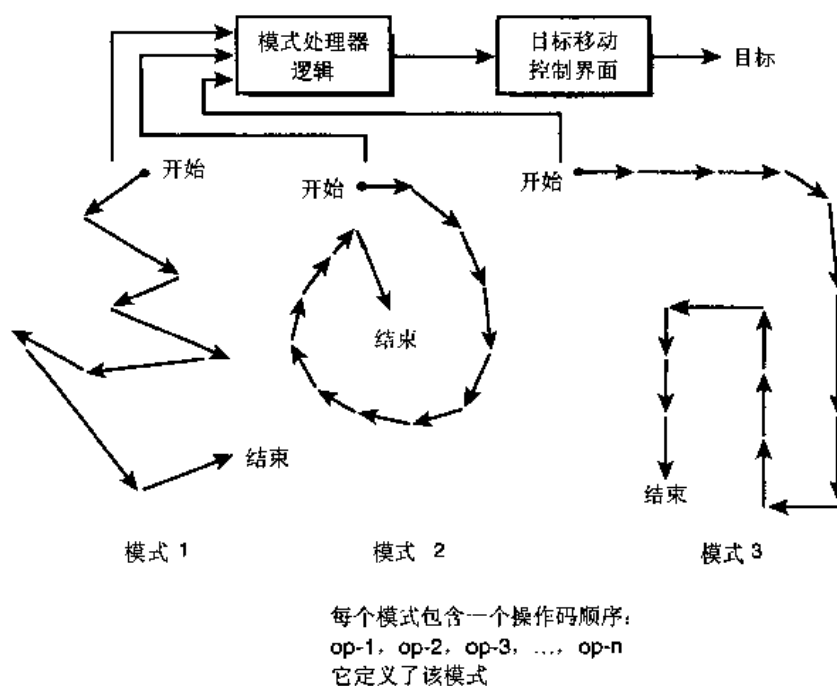 模式处理器
逻辑
目标移动
控制界面
目标
开始
开始
开始
结束
结束
结束
模式 1
模式 2
模式 3
每个模式包含一个操作码顺序：
op-1，op-2，op-3，…，op-n
它定义了该模式